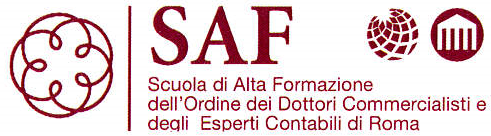 SAF
Scuola di Alta Formazione
dell'Ordine dei Dottori Commercialisti e
degli Esperti Contabili di Roma